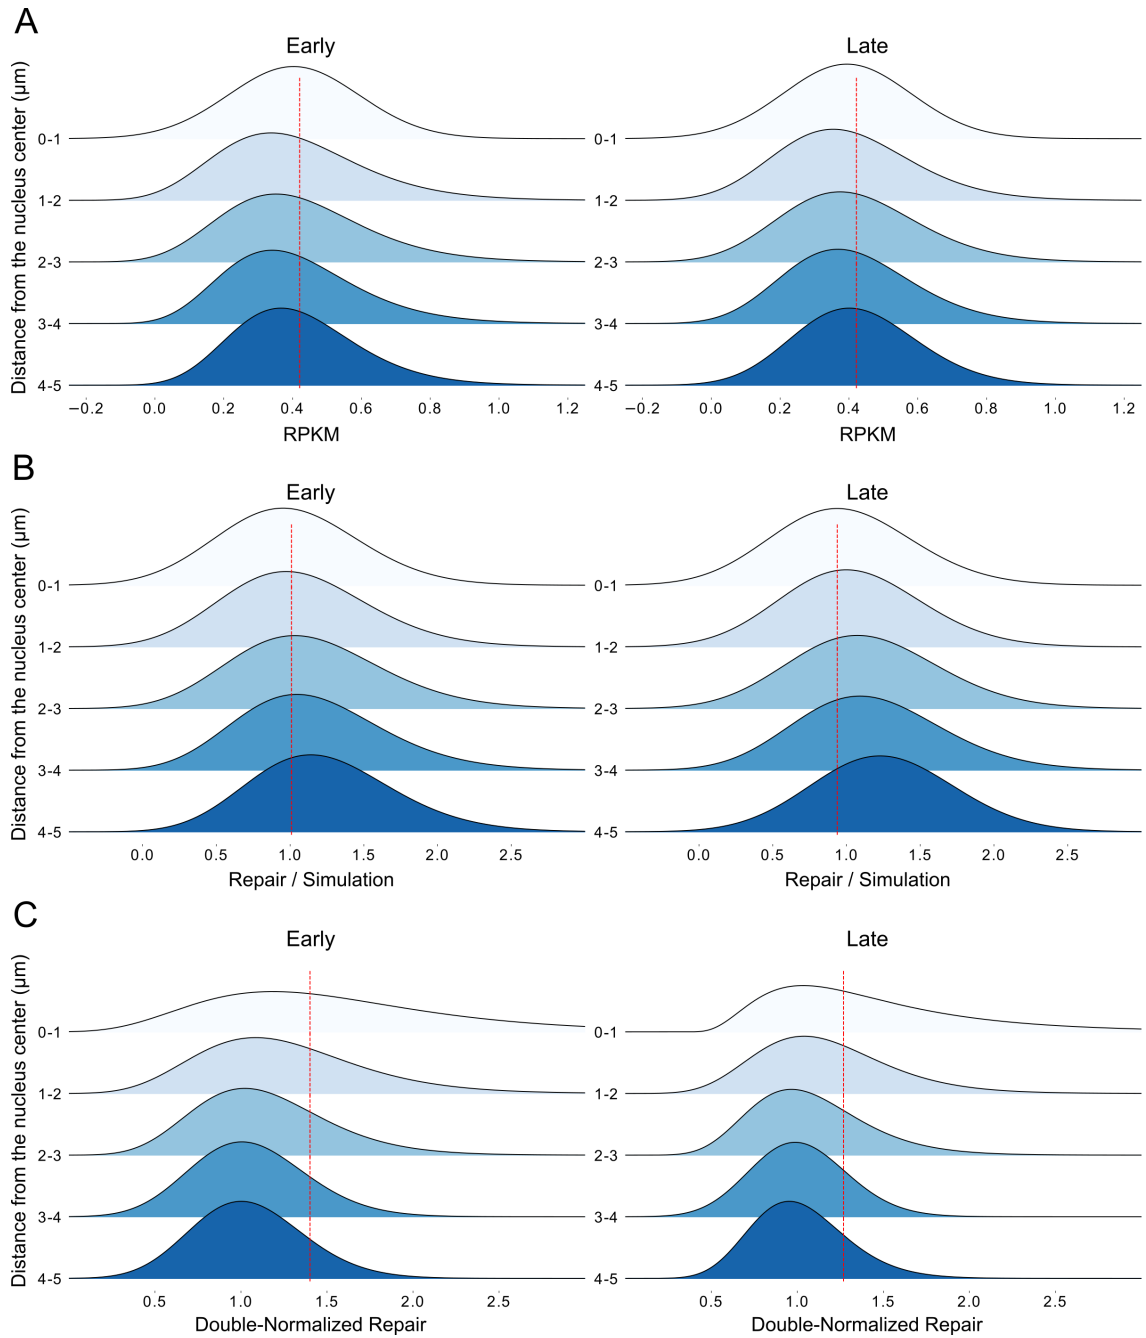 A
Early
Late
Distance from the nucleus center (μm)
0-1
0-1
1-2
1-2
2-3
2-3
3-4
3-4
4-5
4-5
−0.2 0.0 0.2 0.4 0.6 0.8 1.0 1.2
−0.2 0.0 0.2 0.4 0.6 0.8 1.0 1.2
RPKM
RPKM
B
Early
Late
Distance from the nucleus center (μm)
0-1
0-1
1-2
1-2
2-3
2-3
3-4
3-4
4-5
4-5
0.0 0.5 1.0 1.5 2.0 2.5
0.0 0.5 1.0 1.5 2.0 2.5
Repair / Simulation
Repair / Simulation
C
Early
Late
Distance from the nucleus center (μm)
0-1
0-1
1-2
1-2
2-3
2-3
3-4
3-4
4-5
4-5
0.5 1.0 1.5 2.0 2.5
0.5 1.0 1.5 2.0 2.5
Double-Normalized Repair
Double-Normalized Repair